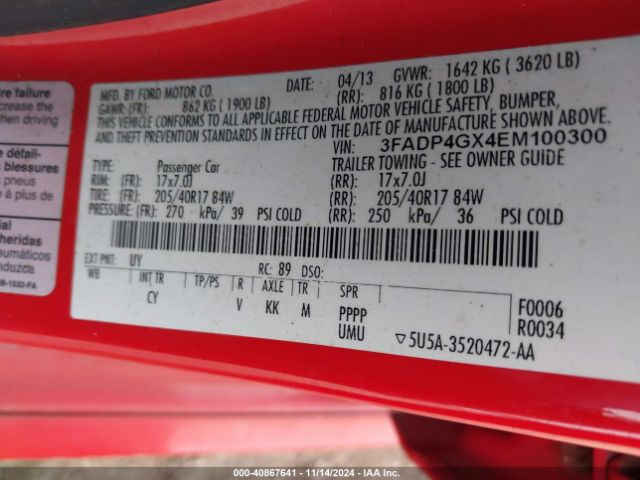 re failure
crease the
when driving
de détail-
blessures
pneus
s de
al
heridas
eumáticos
nduzca
MFD. BY FORD MOTOR CO.
DATE: 04/13
GVWR: 1642 KG ( 3620 LB)
GAWR: (FR): 862 KG ( 1900 LB)
(RR): 816 KG ( 1800 LB)
THIS VEHICLE CONFORMS TO ALL APPLICABLE FEDERAL MOTOR VEHICLE SAFETY, BUMPER,
AND THEFT PREVENTION STANDARDS IN EFFECT ON THE DATE OF MANUFACTURE SHOWN ABOVE.
VIN: 3FADP4GX4EM100300
TYPE: Passenger Car
TRAILER TOWING - SEE OWNER GUIDE
RIM: (FR): 17x7.0J
(RR): 17x7.0J
TIRE: (FR): 205/40R17 84W
(RR): 205/40R17 84W
PRESSURE: (FR): 270 kPa/ 39 PSI COLD
(RR): 250 kPa/ 36 PSI COLD
EXT PNT: UY
RC: 89 DSO:
WB INT TR TP/PS R AXLE TR SPR
CY V KK M PPPP
UMU
F0006
R0034
▽5U5A-3520472-AA
000-40867641 - 11/14/2024 - IAA Inc.